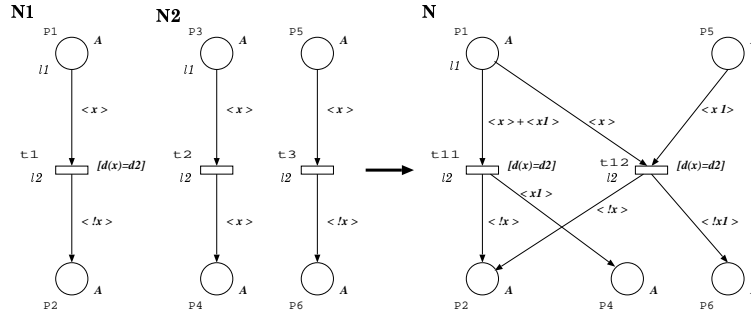 N1 N2 N
P1 A P3 A P5 A P1 A P5
l1 l1 l1
< x > < x > < x > < x > + < x1 > < x > < x1 >
t1 [d(x)=d2] t2 t3 t11 [d(x)=d2] t12 [d(x)=d2]
l2 l2 l2 l2 l2
< x1 >
< !x > < x > < !x > < !x > < !x > < !x1 >
A A A A A
P2 P4 P6 P2 P4 P6